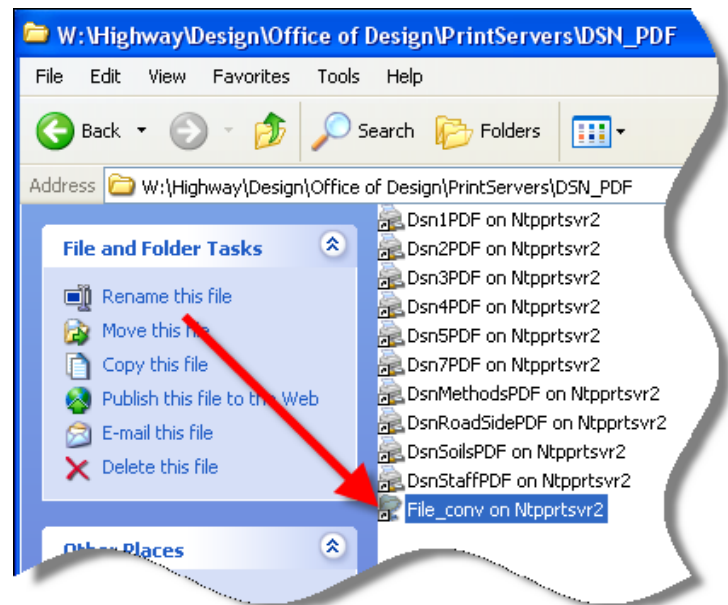 W:\Highway\Design\Office of Design\PrintServers\DSN_PDF
File Edit View Favorites Tools Help
Back Search Folders
Address W:\Highway\Design\Office of Design\PrintServers\DSN_PDF
File and Folder Tasks
Rename this file
Move this file
Copy this file
Publish this file to the Web
E-mail this file
Delete this file
Other Places
Dsn1PDF on Ntpprtsvr2
Dsn2PDF on Ntpprtsvr2
Dsn3PDF on Ntpprtsvr2
Dsn4PDF on Ntpprtsvr2
Dsn5PDF on Ntpprtsvr2
Dsn7PDF on Ntpprtsvr2
DsnMethodsPDF on Ntpprtsvr2
DsnRoadSidePDF on Ntpprtsvr2
DsnSoilsPDF on Ntpprtsvr2
DsnStaffPDF on Ntpprtsvr2
File_conv on Ntpprtsvr2